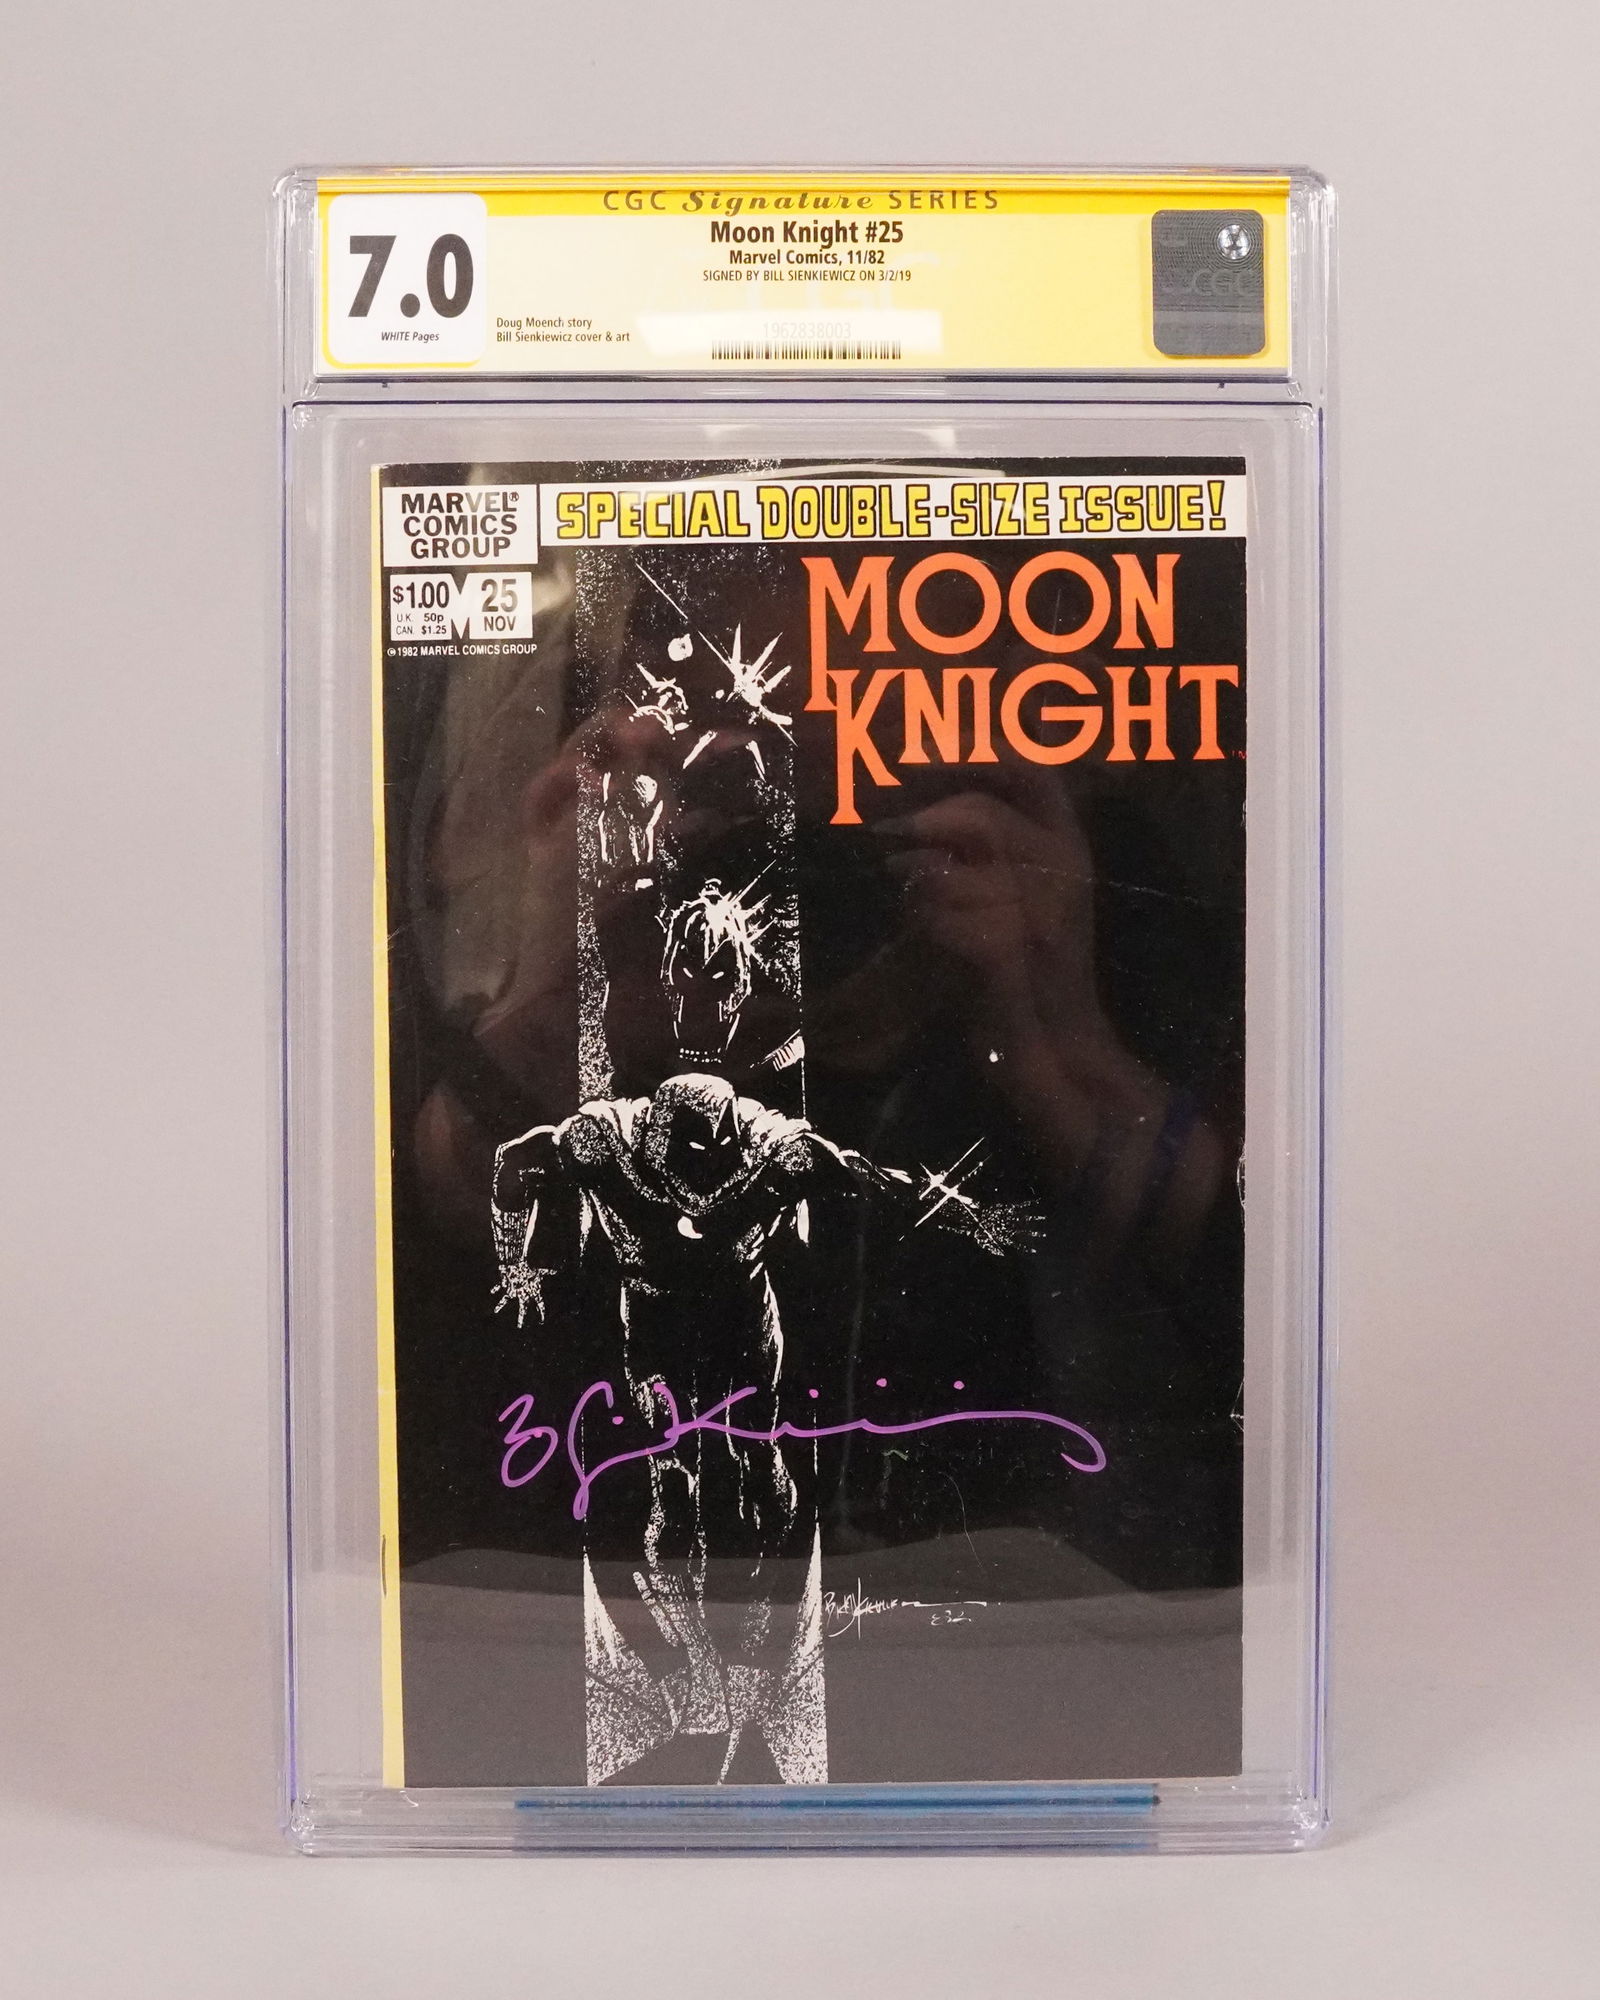 CGC Signature SERIES
7.0
WHITE Pages
Moon Knight #25
Marvel Comics, 11/82
SIGNED BY BILL SIENKIEWICZ ON 3/2/19
Doug Moench story
Bill Sienkiewicz cover & art
1962838003
CGC
MARVEL®
COMICS
GROUP
SPECIAL DOUBLE-SIZE ISSUE!
$1.00
U.K. 50p
CAN. $1.25
25
NOV
© 1982 MARVEL COMICS GROUP
MOON
KNIGHT